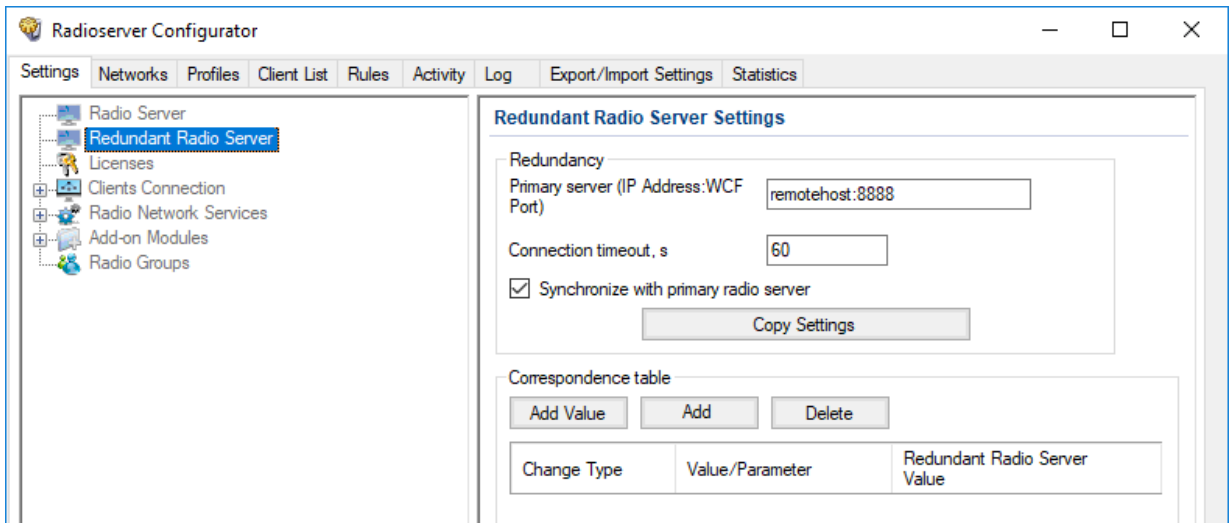 Radioserver Configurator
Settings Networks Profiles Client List Rules Activity Log Export/Import Settings Statistics
Radio Server
Redundant Radio Server
Licenses
Clients Connection
Radio Network Services
Add-on Modules
Radio Groups
Redundant Radio Server Settings
Redundancy
Primary server (IP Address:WCF
Port)
remotehost:8888
Connection timeout, s
60
Synchronize with primary radio server
Copy Settings
Correspondence table
Add Value Add Delete
Change Type Value/Parameter Redundant Radio Server
Value